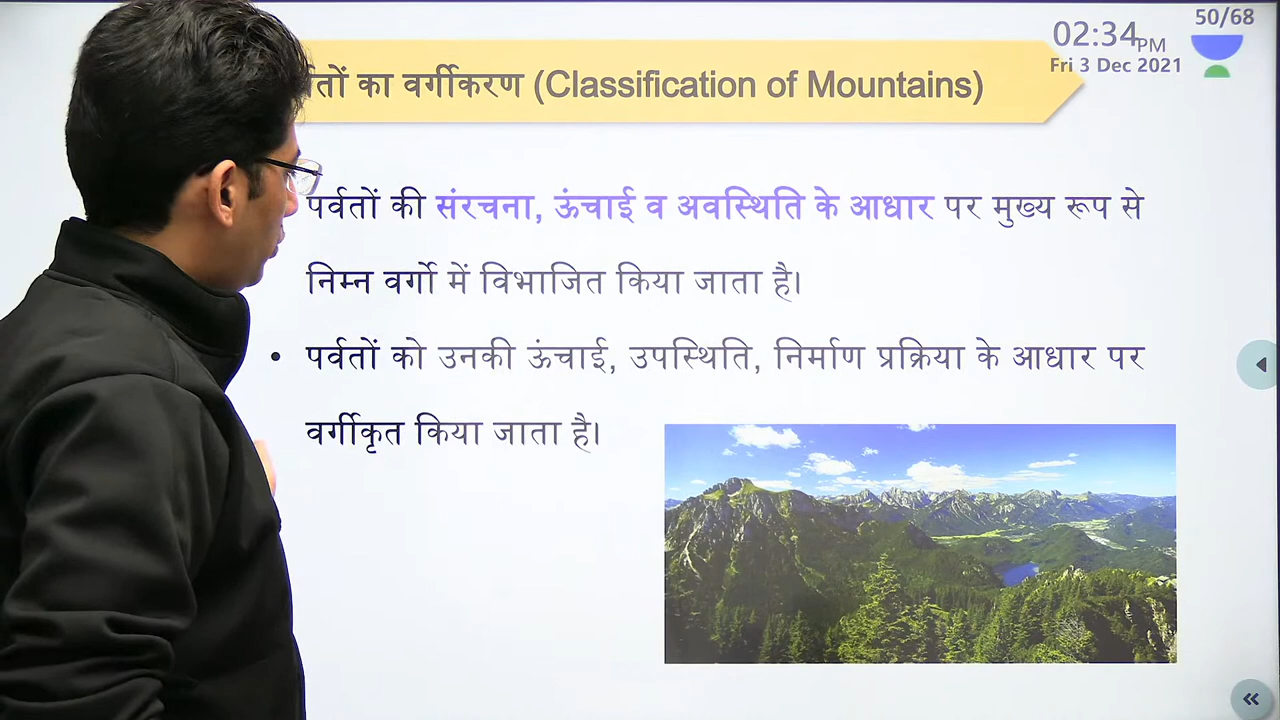 50/68
02:34PM
Fri 3 Dec 2021
का वर्गीकरण (Classification of Mountains)
पर्वतों की संरचना, ऊंचाई व अवस्थिति के आधार पर मुख्य रूप से
निम्न वर्गो में विभाजित किया जाता है।
• पर्वतों को उनकी ऊंचाई, उपस्थिति, निर्माण प्रक्रिया के आधार पर
वर्गीकृत किया जाता है।